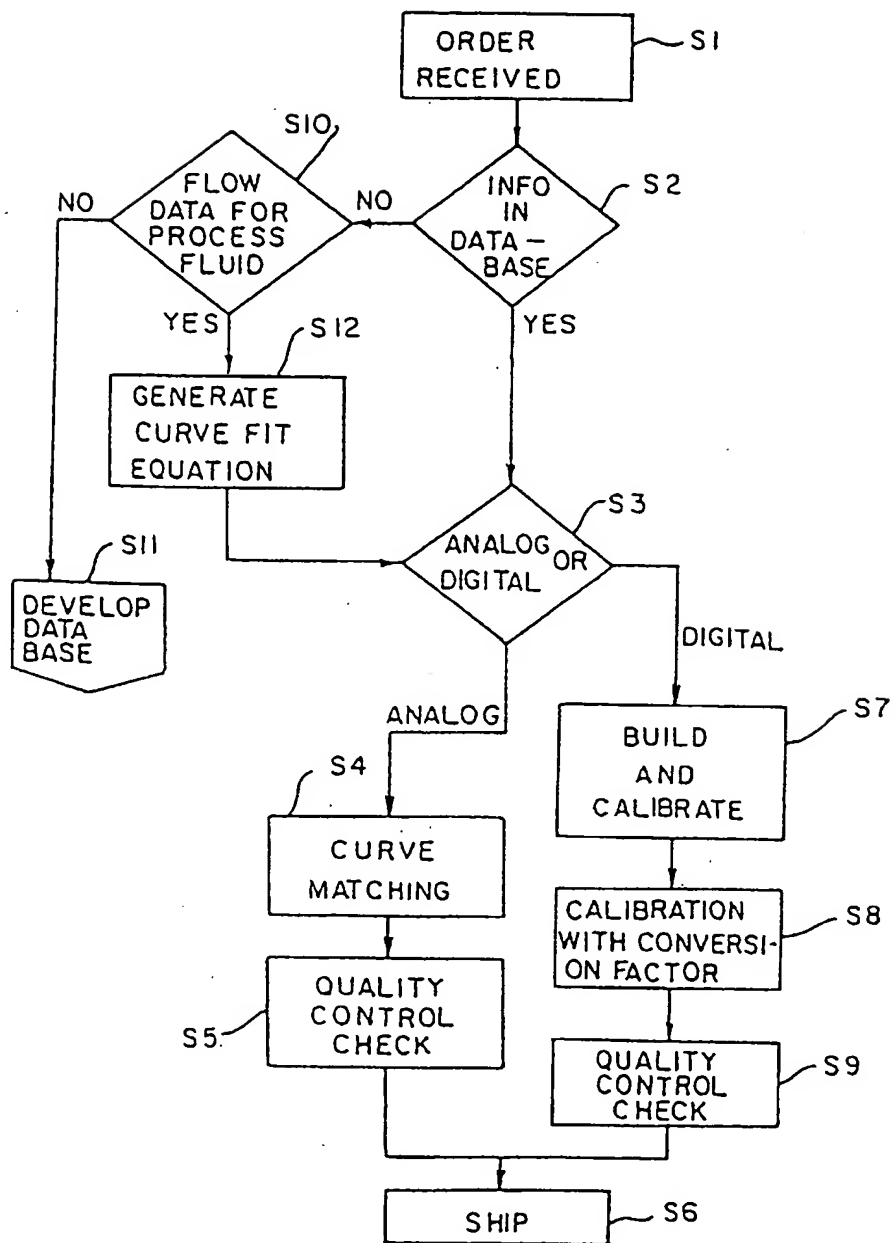 ORDER
RECEIVED
S1
S10
FLOW
DATA FOR
PROCESS
FLUID
NO
NO
INFO
IN
DATA-
BASE
S2
YES
YES
S12
GENERATE
CURVE FIT
EQUATION
S3
ANALOG OR
DIGITAL
S11
DEVELOP
DATA
BASE
DIGITAL
ANALOG
S7
BUILD
AND
CALIBRATE
S4
CURVE
MATCHING
CALIBRATION
WITH CONVERSI-
ON FACTOR
S8
QUALITY
CONTROL
CHECK
S5
QUALITY
CONTROL
CHECK
S9
SHIP
S6